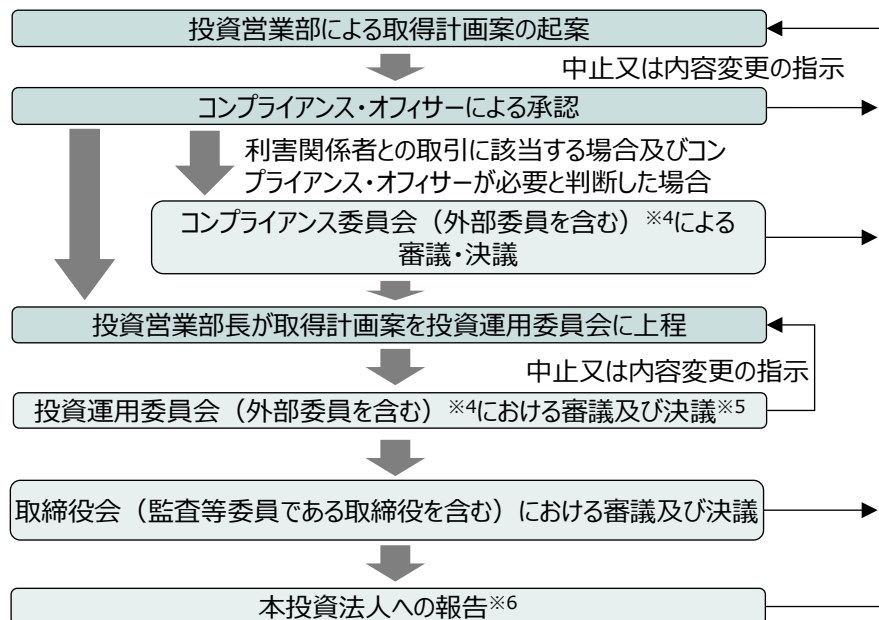 投資営業部による取得計画案の起案
中止又は内容変更の指示
コンプライアンス・オフィサーによる承認
利害関係者との取引に該当する場合及びコン
プライアンス・オフィサーが必要と判断した場合
コンプライアンス委員会（外部委員を含む）※4による
審議・決議
投資営業部長が取得計画案を投資運用委員会に上程
中止又は内容変更の指示
投資運用委員会（外部委員を含む）※4における審議及び決議※5
取締役会（監査等委員である取締役を含む）における審議及び決議
本投資法人への報告※6